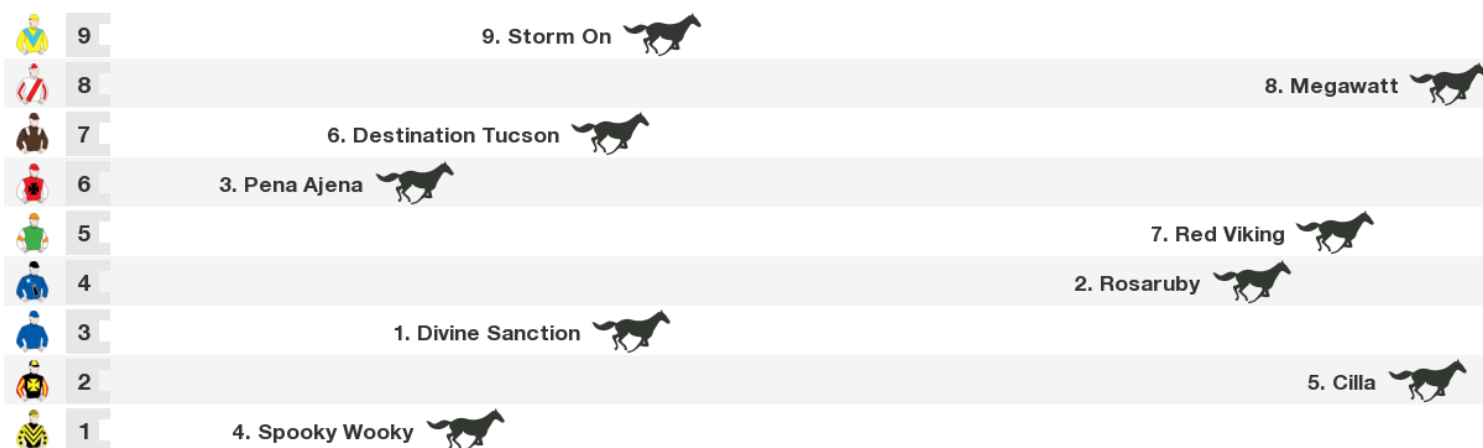 9 9. Storm On
8 8. Megawatt
7 6. Destination Tucson
6 3. Pena Ajena
5 7. Red Viking
4 2. Rosaruby
3 1. Divine Sanction
2 5. Cilla
1 4. Spooky Wooky